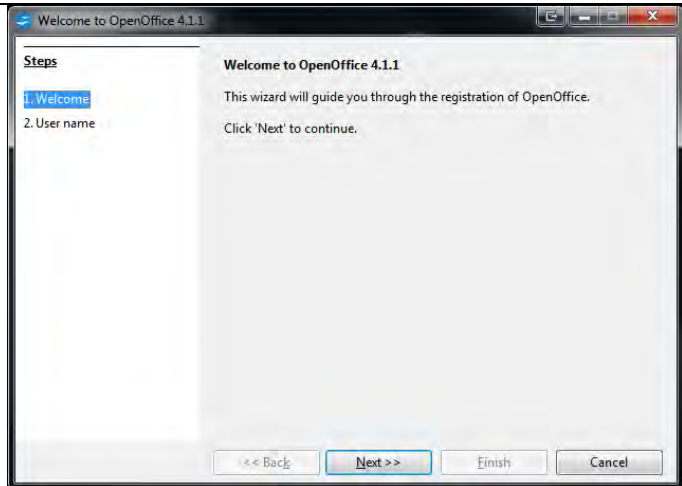 Welcome to OpenOffice 4.1.1
Steps
1. Welcome
2. User name
Welcome to OpenOffice 4.1.1
This wizard will guide you through the registration of OpenOffice.
Click 'Next' to continue.
<< Back
Next >>
Finish
Cancel